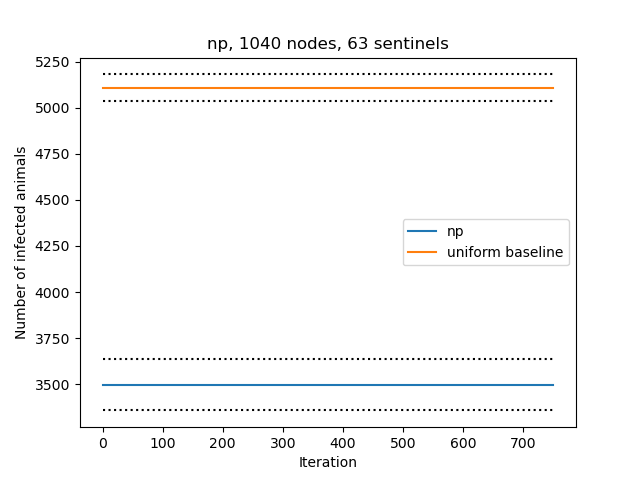 np, 1040 nodes, 63 sentinels
Number of infected animals
5250
5000
4750
4500
4250
4000
3750
3500
np
uniform baseline
0 100 200 300 400 500 600 700
Iteration